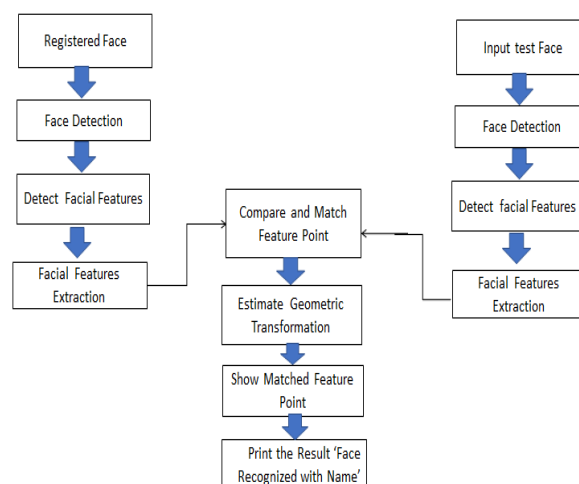 Registered Face
Face Detection
Detect Facial Features
Facial Features
Extraction
Input test Face
Face Detection
Detect facial Features
Facial Features
Extraction
Compare and Match
Feature Point
Estimate Geometric
Transformation
Show Matched Feature
Point
Print the Result ‘Face
Recognized with Name’